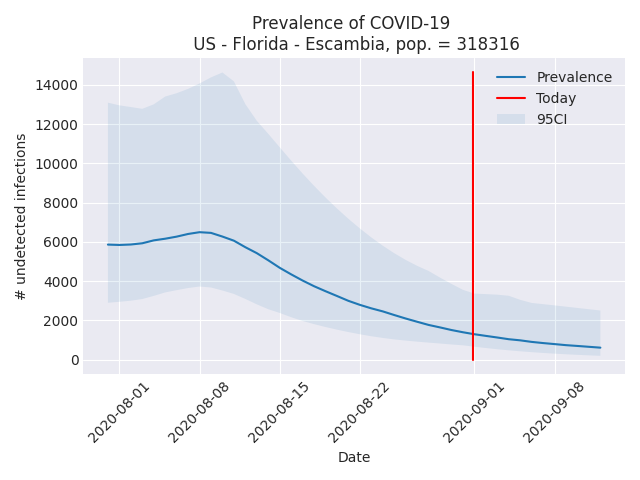 Prevalence of COVID-19
US - Florida - Escambia, pop. = 318316
Prevalence
Today
95CI
# undetected infections
14000
12000
10000
8000
6000
4000
2000
0
2020-08-01
2020-08-08
2020-08-15
2020-08-22
2020-09-01
2020-09-08
Date